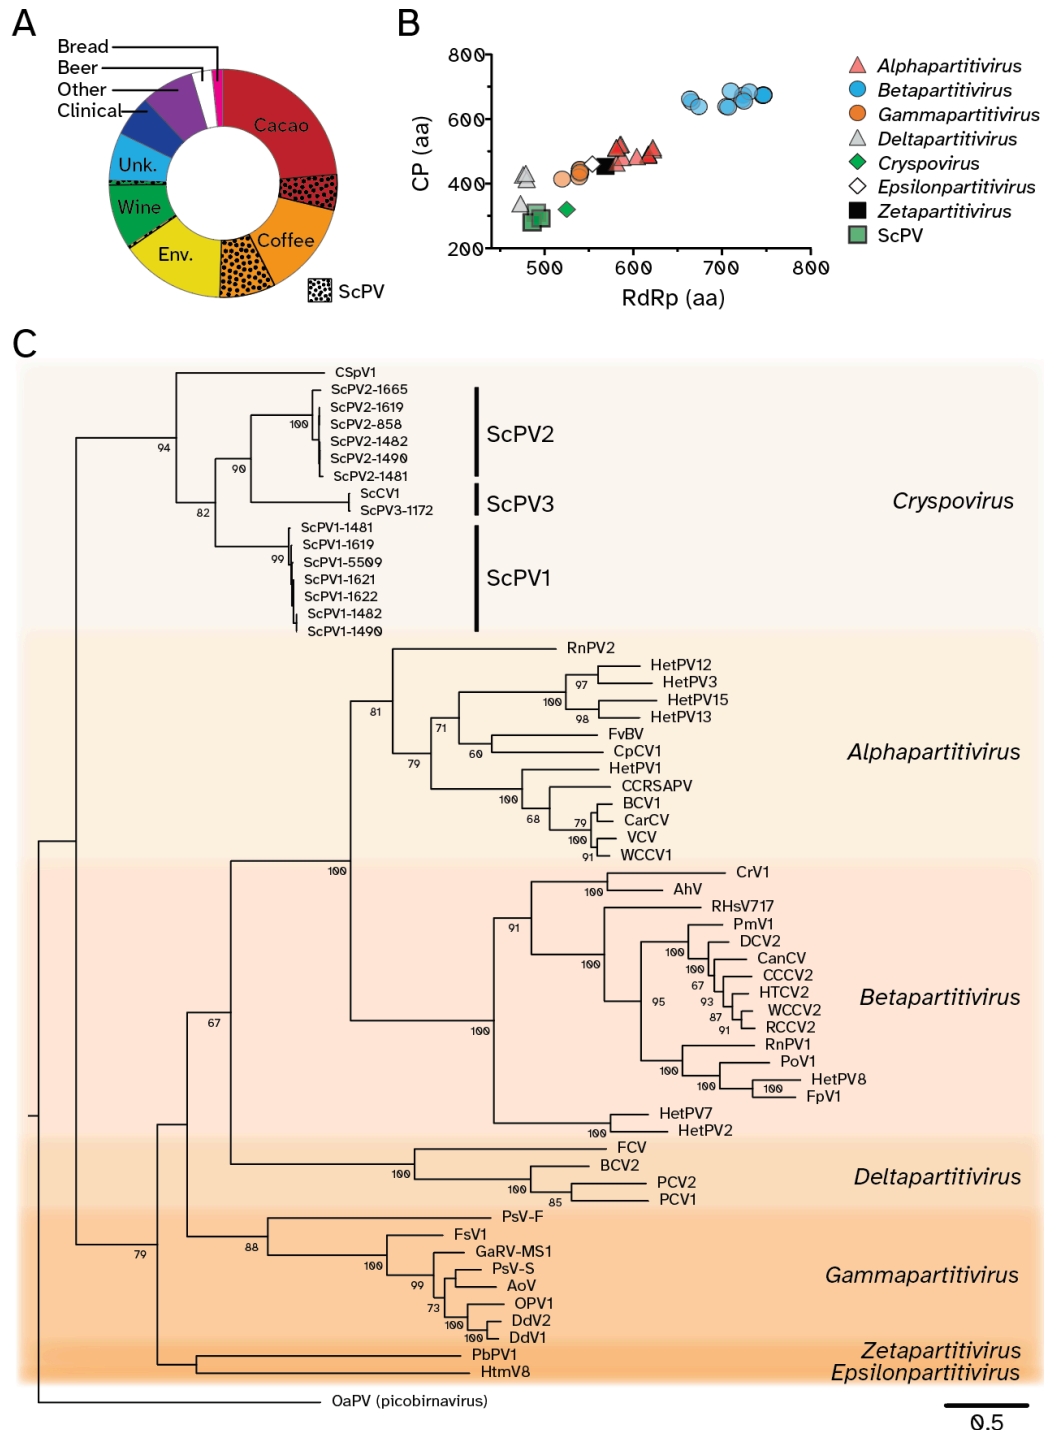 A
Bread
Beer
Other
Clinical
Unk.
Wine
Env.
Coffee
Cacao
ScPV
B
800
600
400
200
500
600
700
800
CP (aa)
RdRp (aa)
Alphapartitivirus
Betapartitivirus
Gammapartitivirus
Deltapartitivirus
Cryspovirus
Epsilonpartitivirus
Zetapartitivirus
ScPV
C
CSpV1
ScPV2-1665
ScPV2-1619
100
ScPV2-858
ScPV2
94
ScPV2-1482
ScPV2-1490
90
ScPV2-1481
ScCV1
ScPV3
Cryspovirus
ScPV3-1172
82
ScPV1-1481
ScPV1-1619
99
ScPV1-5509
ScPV1-1621
ScPV1
ScPV1-1622
ScPV1-1482
ScPV1-1490
RnPV2
HetPV12
97
HetPV3
100
HetPV15
81
98
HetPV13
71
FvBV
60
CpCV1
Alphapartitivirus
79
HetPV1
CCRSAPV
100
BCV1
68
79
CarCV
100
VCV
91
WCCV1
100
CrV1
100
AhV
RHsV717
91
PmV1
DCV2
100
CanCV
100
100
CCCV2
67
HTCV2
95
93
Betapartitivirus
WCCV2
87
67
100
91
RCCV2
RnPV1
PoV1
100
HetPV8
100
100
FpV1
HetPV7
100
HetPV2
FCV
BCV2
100
PCV2
Deltapartitivirus
100
85
PCV1
PsV-F
FsV1
88
GaRV-MS1
79
100
PsV-S
Gammapartitivirus
99
AoV
OPV1
73
DdV2
100
100
DdV1
PbPV1
Zetapartitivirus
HtmV8
Epsilonpartitivirus
OaPV (picobirnavirus)
0.5